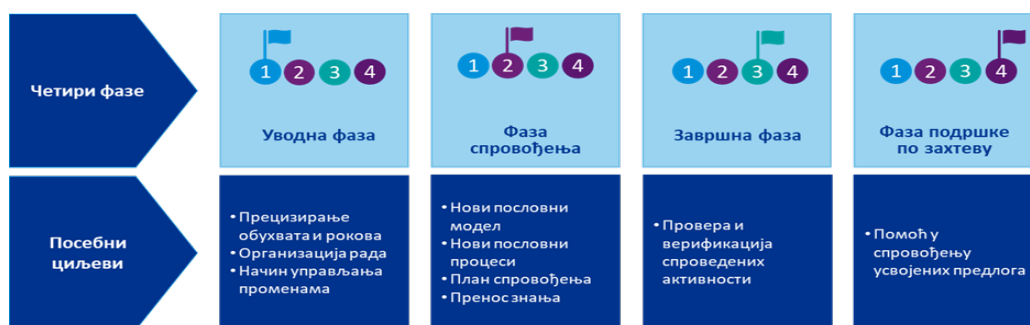 Четири фазе
1 2 3 4
Уводна фаза
1 2 3 4
Фаза
спровођења
1 2 3 4
Завршна фаза
1 2 3 4
Фаза подршке
по захтеву
Посебни
циљеви
• Прецизирање
обухвата и рокова
• Организација рада
• Начин управљања
променама
• Нови пословни
модел
• Нови пословни
процеси
• План спровођења
• Пренос знања
• Провера и
верификација
спроведених
активности
• Помоћ у
спровођењу
усвојених предлога